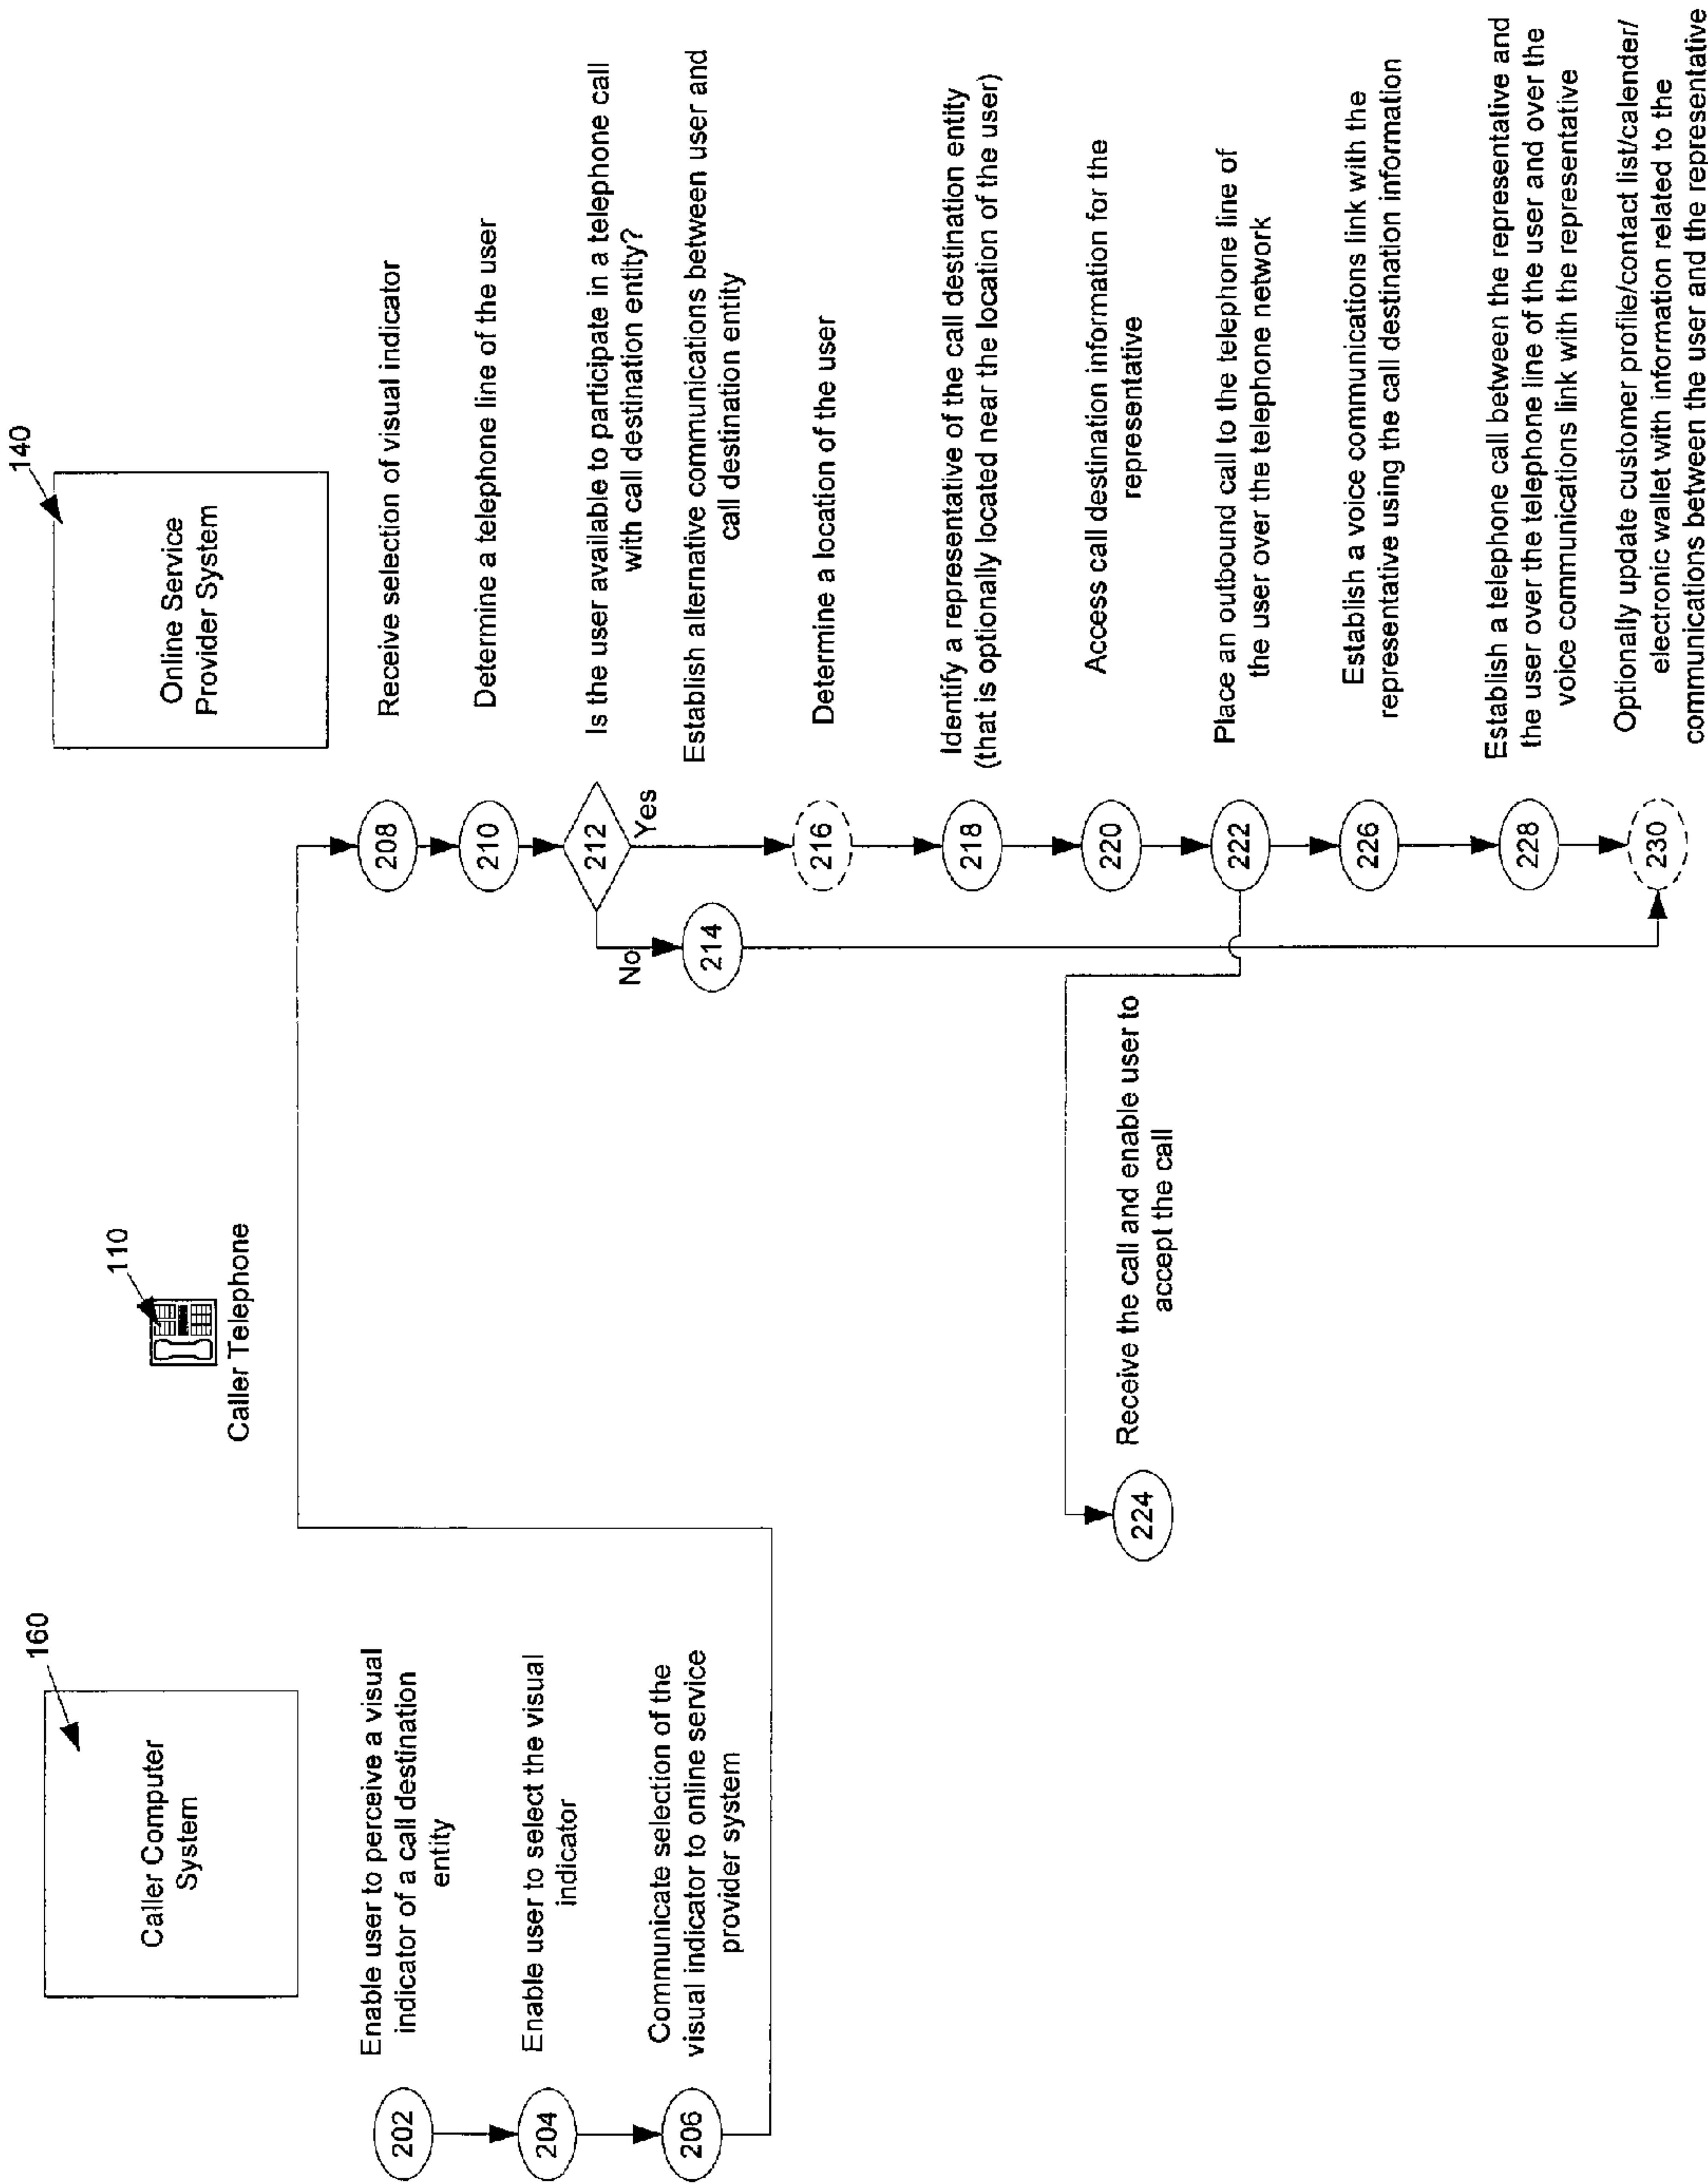 160
Caller Computer
System
110
Caller Telephone
140
Online Service
Provider System
202
Enable user to perceive a visual
indicator of a call destination
entity
204
Enable user to select the visual
indicator
206
Communicate selection of the
visual indicator to online service
provider system
208
Receive selection of visual indicator
210
Determine a telephone line of the user
212
Is the user available to participate in a telephone call
with call destination entity?
No
Yes
214
Establish alternative communications between user and
call destination entity
216
Determine a location of the user
218
Identify a representative of the call destination entity
(that is optionally located near the location of the user)
220
Access call destination information for the
representative
222
Place an outbound call to the telephone line of
the user over the telephone network
224
Receive the call and enable user to
accept the call
226
Establish a voice communications link with the
representative using the call destination information
228
Establish a telephone call between the representative and
the user over the telephone line of the user and over the
voice communications link with the representative
230
Optionally update customer profile/contact list/calender/
electronic wallet with information related to the
communications between the user and the representative